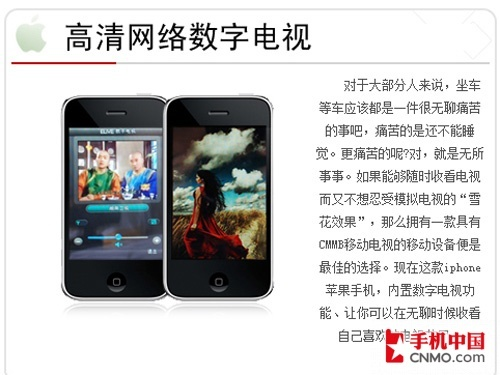 高清网络数字电视
对于大部分人来说，坐车
等车应该都是一件很无聊痛苦
的事吧，痛苦的是还不能睡
觉。更痛苦的呢?对，就是无所
事事。如果能够随时收看电视
而又不想忍受模拟电视的“雪
花效果”，那么拥有一款具有
CMMB移动电视的移动设备便是
最佳的选择。现在这款iphone
苹果手机，内置数字电视功
能、让你可以在无聊时候收看
自己喜欢的电视
手机中国
CNMO.com